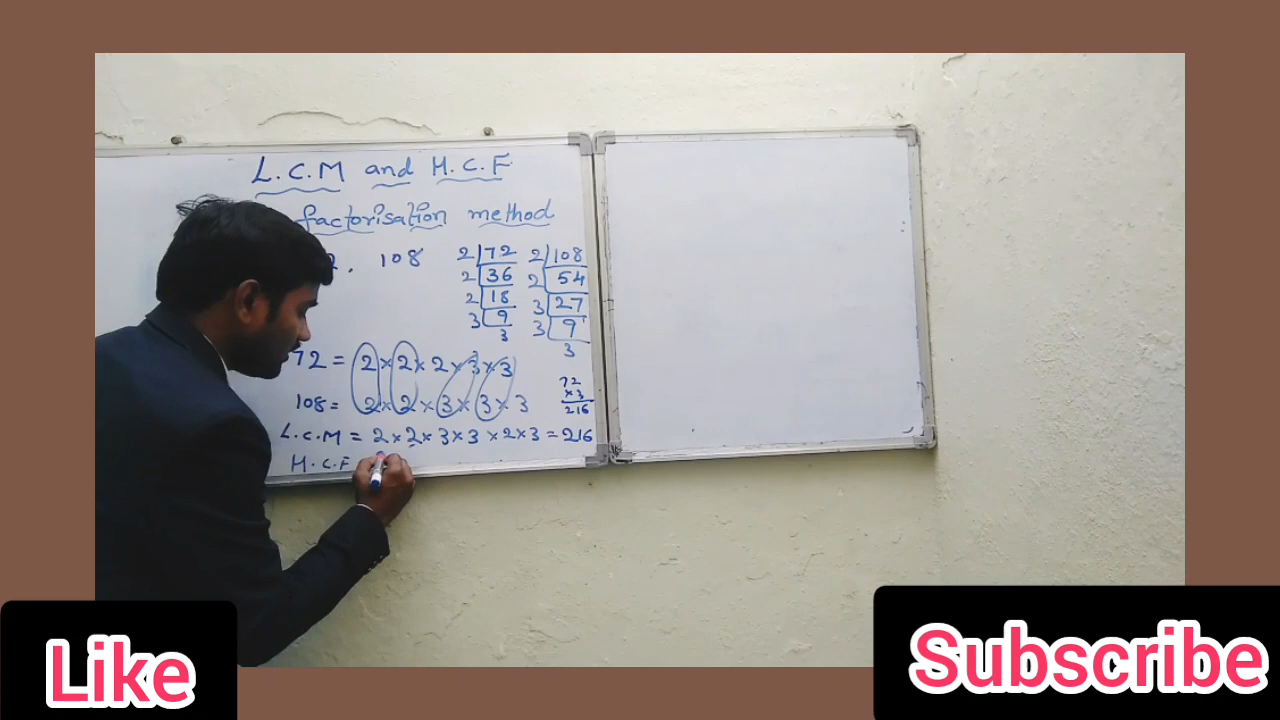 L.C.M and H.C.F
factorisation method
2, 108
2 72
2 36
2 18
3 9
3
2 108
2 54
3 27
3 9
3
72 = 2 × 2 × 2 × 3 × 3
108 = 2 × 2 × 3 × 3 × 3
72
×3
216
L.C.M = 2 × 2 × 3 × 3 × 2 × 3 = 216
H.C.F
Like
Subscribe